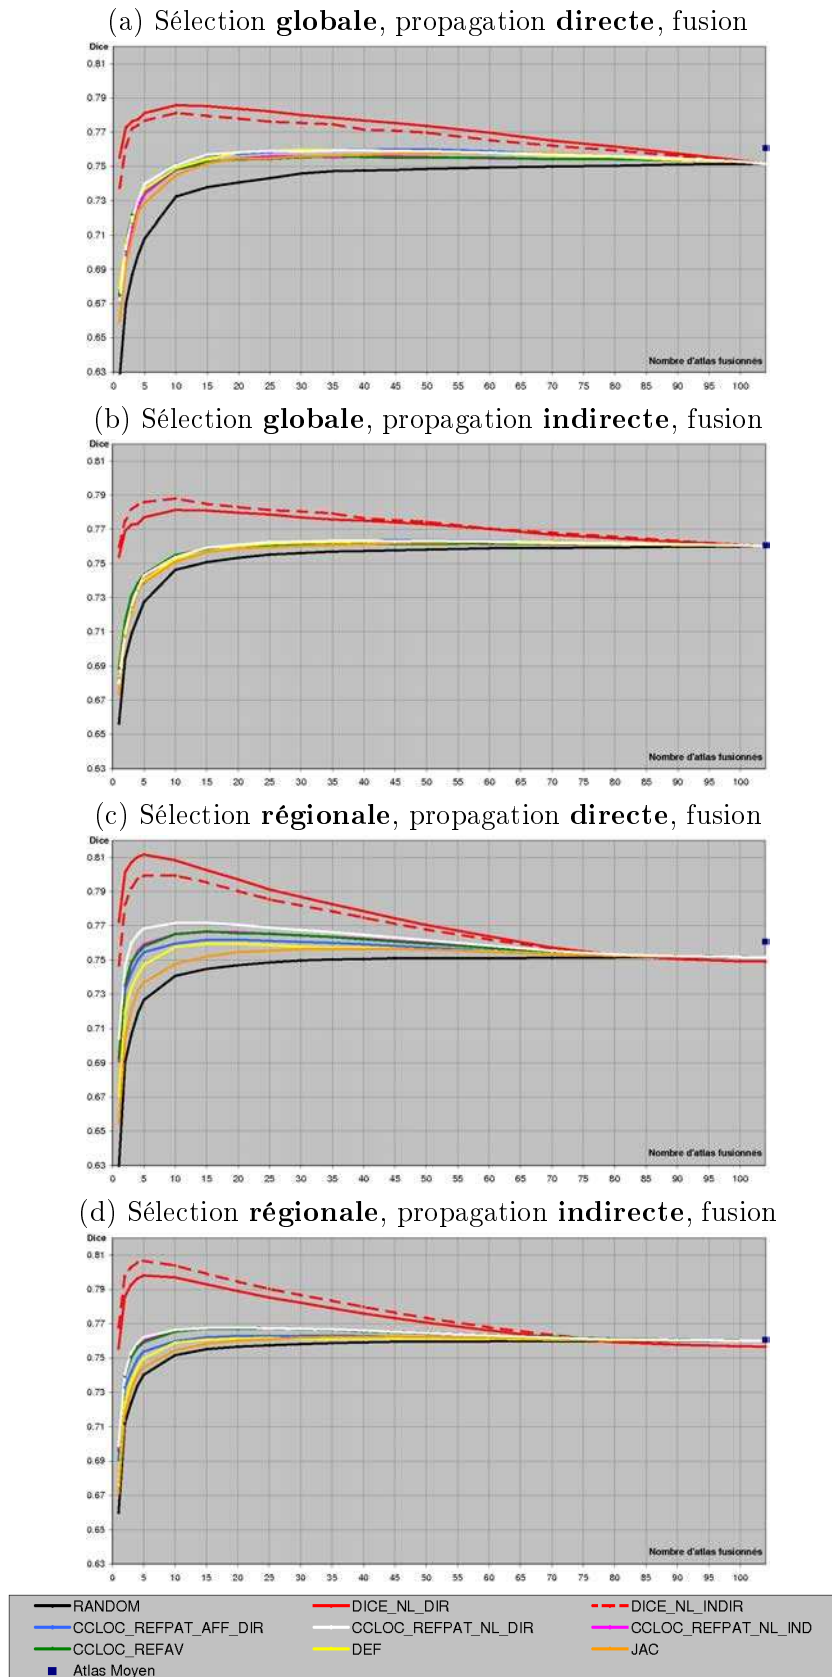 (a) Sélection globale, propagation directe, fusion
Dice
0.81
0.79
0.77
0.75
0.73
0.71
0.69
0.67
0.65
0.63
Nombre d'atlas fusionnés
0 5 10 15 20 25 30 35 40 45 50 55 60 65 70 75 80 85 90 95 100
(b) Sélection globale, propagation indirecte, fusion
Dice
0.81
0.79
0.77
0.75
0.73
0.71
0.69
0.67
0.65
0.63
Nombre d'atlas fusionnés
0 5 10 15 20 25 30 35 40 45 50 55 60 65 70 75 80 85 90 95 100
(c) Sélection régionale, propagation directe, fusion
Dice
0.81
0.79
0.77
0.75
0.73
0.71
0.69
0.67
0.65
0.63
Nombre d'atlas fusionnés
0 5 10 15 20 25 30 35 40 45 50 55 60 65 70 75 80 85 90 95 100
(d) Sélection régionale, propagation indirecte, fusion
Dice
0.81
0.79
0.77
0.75
0.73
0.71
0.69
0.67
0.65
0.63
Nombre d'atlas fusionnés
0 5 10 15 20 25 30 35 40 45 50 55 60 65 70 75 80 85 90 95 100
RANDOM DICE_NL_DIR DICE_NL_INDIR
CCLOC_REFPAT_AFF_DIR CCLOC_REFPAT_NL_DIR CCLOC_REFPAT_NL_IND
CCLOC_REFAV DEF JAC
Atlas Moyen